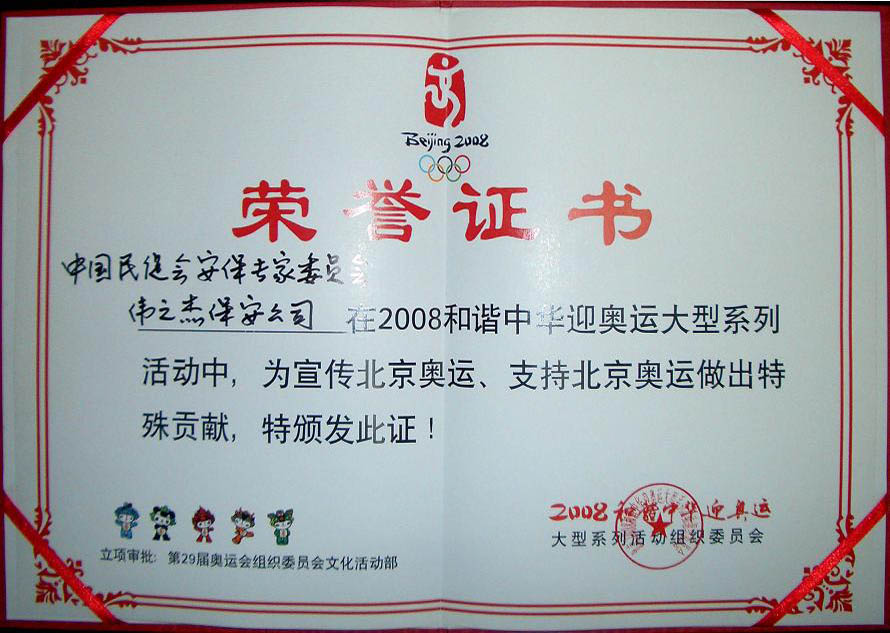 Beijing 2008
荣誉证书
中国民促会安保专家委员会
伟之杰保安公司 在2008和谐中华迎奥运大型系列
活动中，为宣传北京奥运、支持北京奥运做出特
殊贡献，特颁发此证！
2008和谐中华迎奥运
大型系列活动组织委员会
立项审批：第29届奥运会组织委员会文化活动部